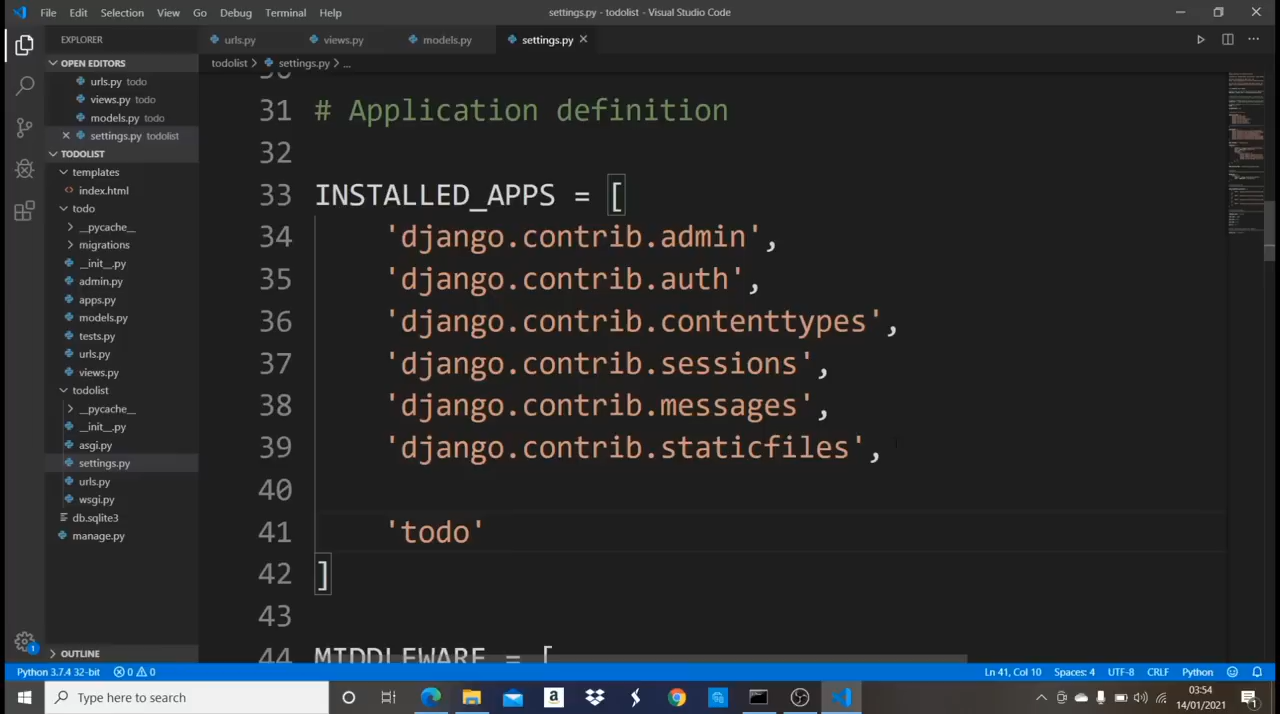 File Edit Selection View Go Debug Terminal Help
settings.py - todolist - Visual Studio Code
EXPLORER
urls.py
views.py
models.py
settings.py
OPEN EDITORS
urls.py todo
views.py todo
models.py todo
settings.py todolist
TODOLIST
templates
index.html
todo
__pycache__
migrations
__init__.py
admin.py
apps.py
models.py
tests.py
urls.py
views.py
todolist
__pycache__
__init__.py
asgi.py
settings.py
urls.py
wsgi.py
db.sqlite3
manage.py
OUTLINE
todolist > settings.py > ...
30
31 # Application definition
32
33 INSTALLED_APPS = [
34 'django.contrib.admin',
35 'django.contrib.auth',
36 'django.contrib.contenttypes',
37 'django.contrib.sessions',
38 'django.contrib.messages',
39 'django.contrib.staticfiles',
40
41 'todo'
42 ]
43
44 MIDDLEWARE = [
1
Python 3.7.4 32-bit 0 0
Ln 41, Col 10 Spaces: 4 UTF-8 CRLF Python
Type here to search
03:54
14/01/2021
1